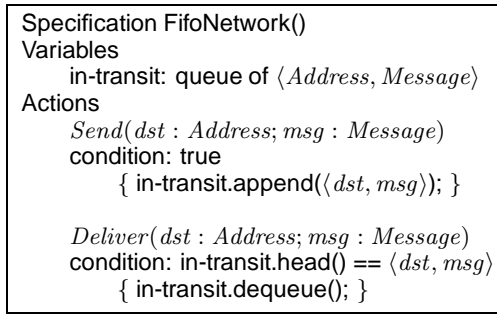 Specification FifoNetwork()
Variables
in-transit: queue of ⟨Address, Message⟩
Actions
Send(dst : Address; msg : Message)
condition: true
{ in-transit.append(⟨dst, msg⟩); }
Deliver(dst : Address; msg : Message)
condition: in-transit.head() == ⟨dst, msg⟩
{ in-transit.dequeue(); }